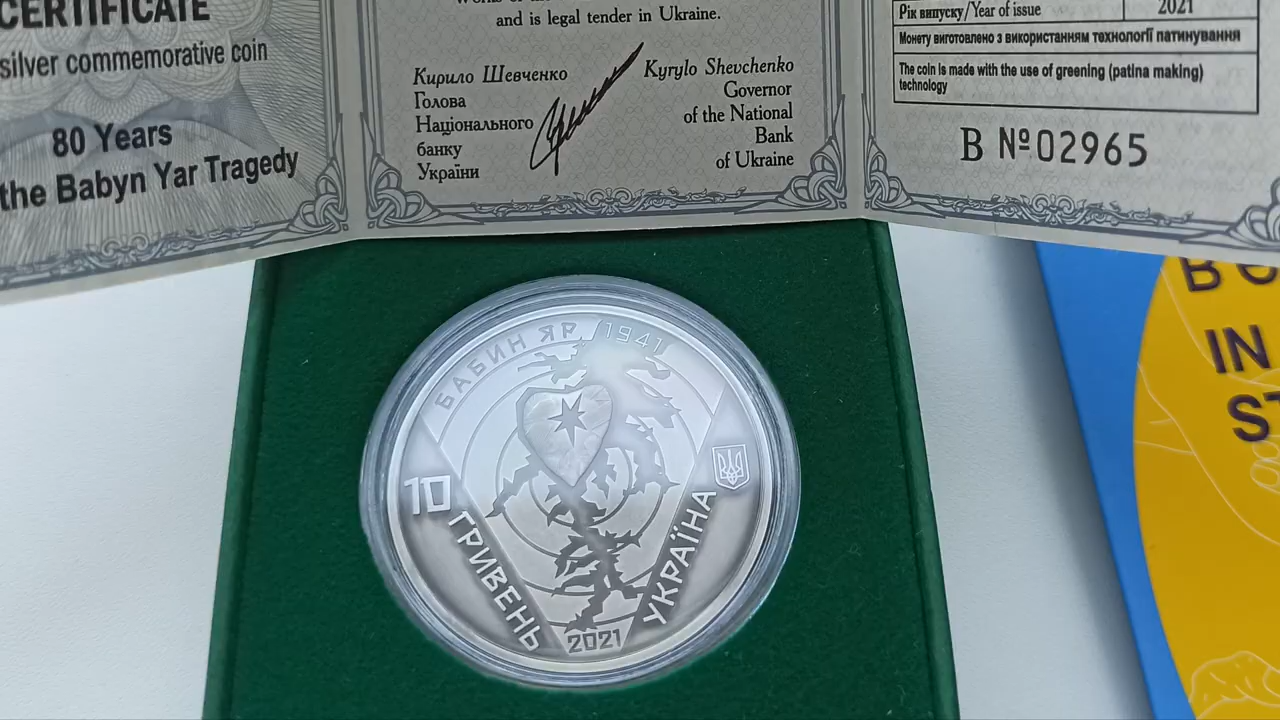 CERTIFICATE
silver commemorative coin
80 Years
the Babyn Yar Tragedy
and is legal tender in Ukraine.
Кирило Шевченко
Голова
Національного
банку
України
Kyrylo Shevchenko
Governor
of the National
Bank
of Ukraine
Рік випуску/Year of issue
2021
Монету виготовлено з використанням технології патинування
The coin is made with the use of greening (patina making)
technology
В №02965
БАБИН ЯР /1941
10
ГРИВЕНЬ
2021
УКРАЇНА
IN